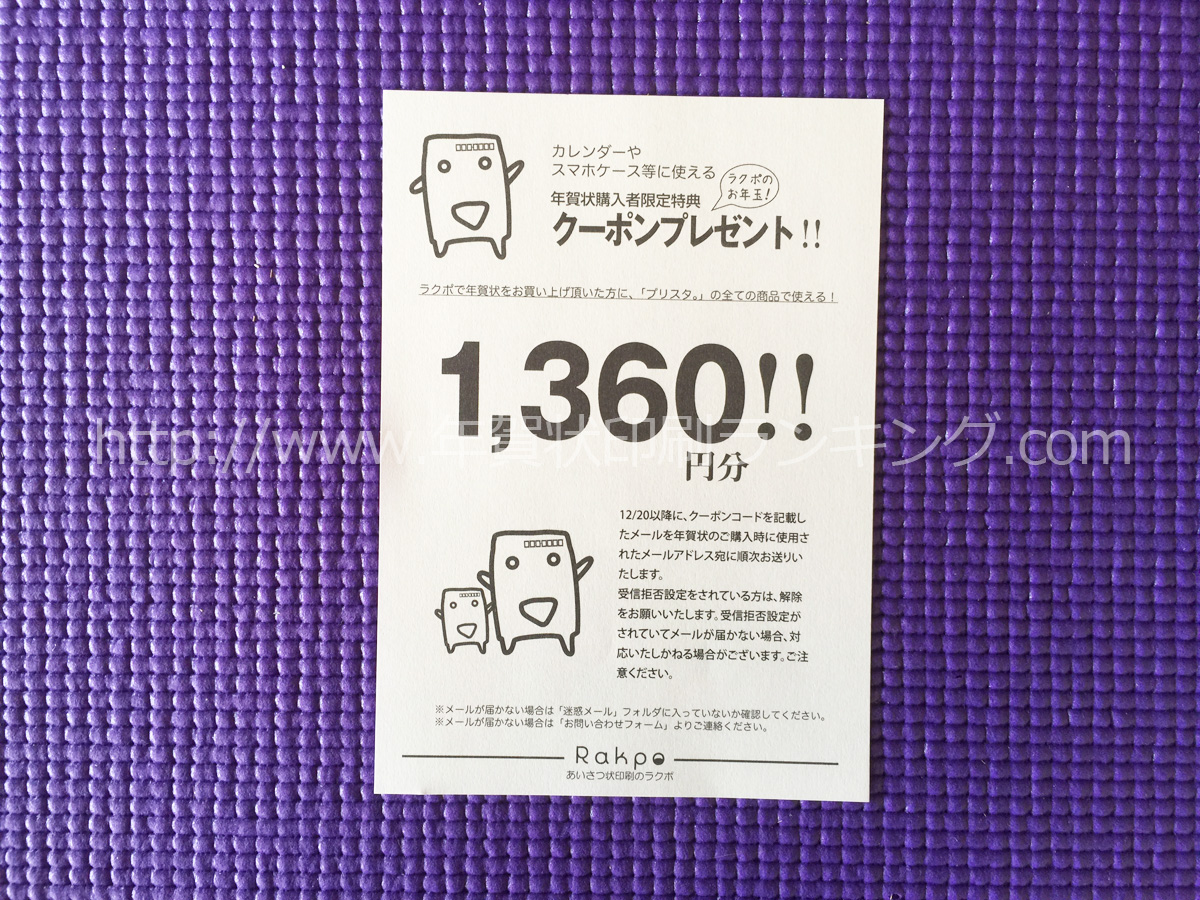 カレンダーや
スマホケース等に使える
ラクポの
お年玉!
年賀状購入者限定特典
クーポンプレゼント!!
ラクポで年賀状をお買い上げ頂いた方に、「プリスタ。」の全ての商品で使える!
1,360!!
http://www.年賀状印刷ランキング.com
円分
12/20以降に、クーポンコードを記載し
たメールを年賀状のご購入時に使用さ
れたメールアドレス宛に順次お送りい
たします。
受信拒否設定をされている方は、解除
をお願いいたします。受信拒否設定が
されていてメールが届かない場合、対
応いたしかねる場合がございます。ご注
意ください。
※メールが届かない場合は「迷惑メール」フォルダに入っていないか確認してください。
※メールが届かない場合は「お問い合わせフォーム」よりご連絡ください。
Rakpo
あいさつ状印刷のラクポ